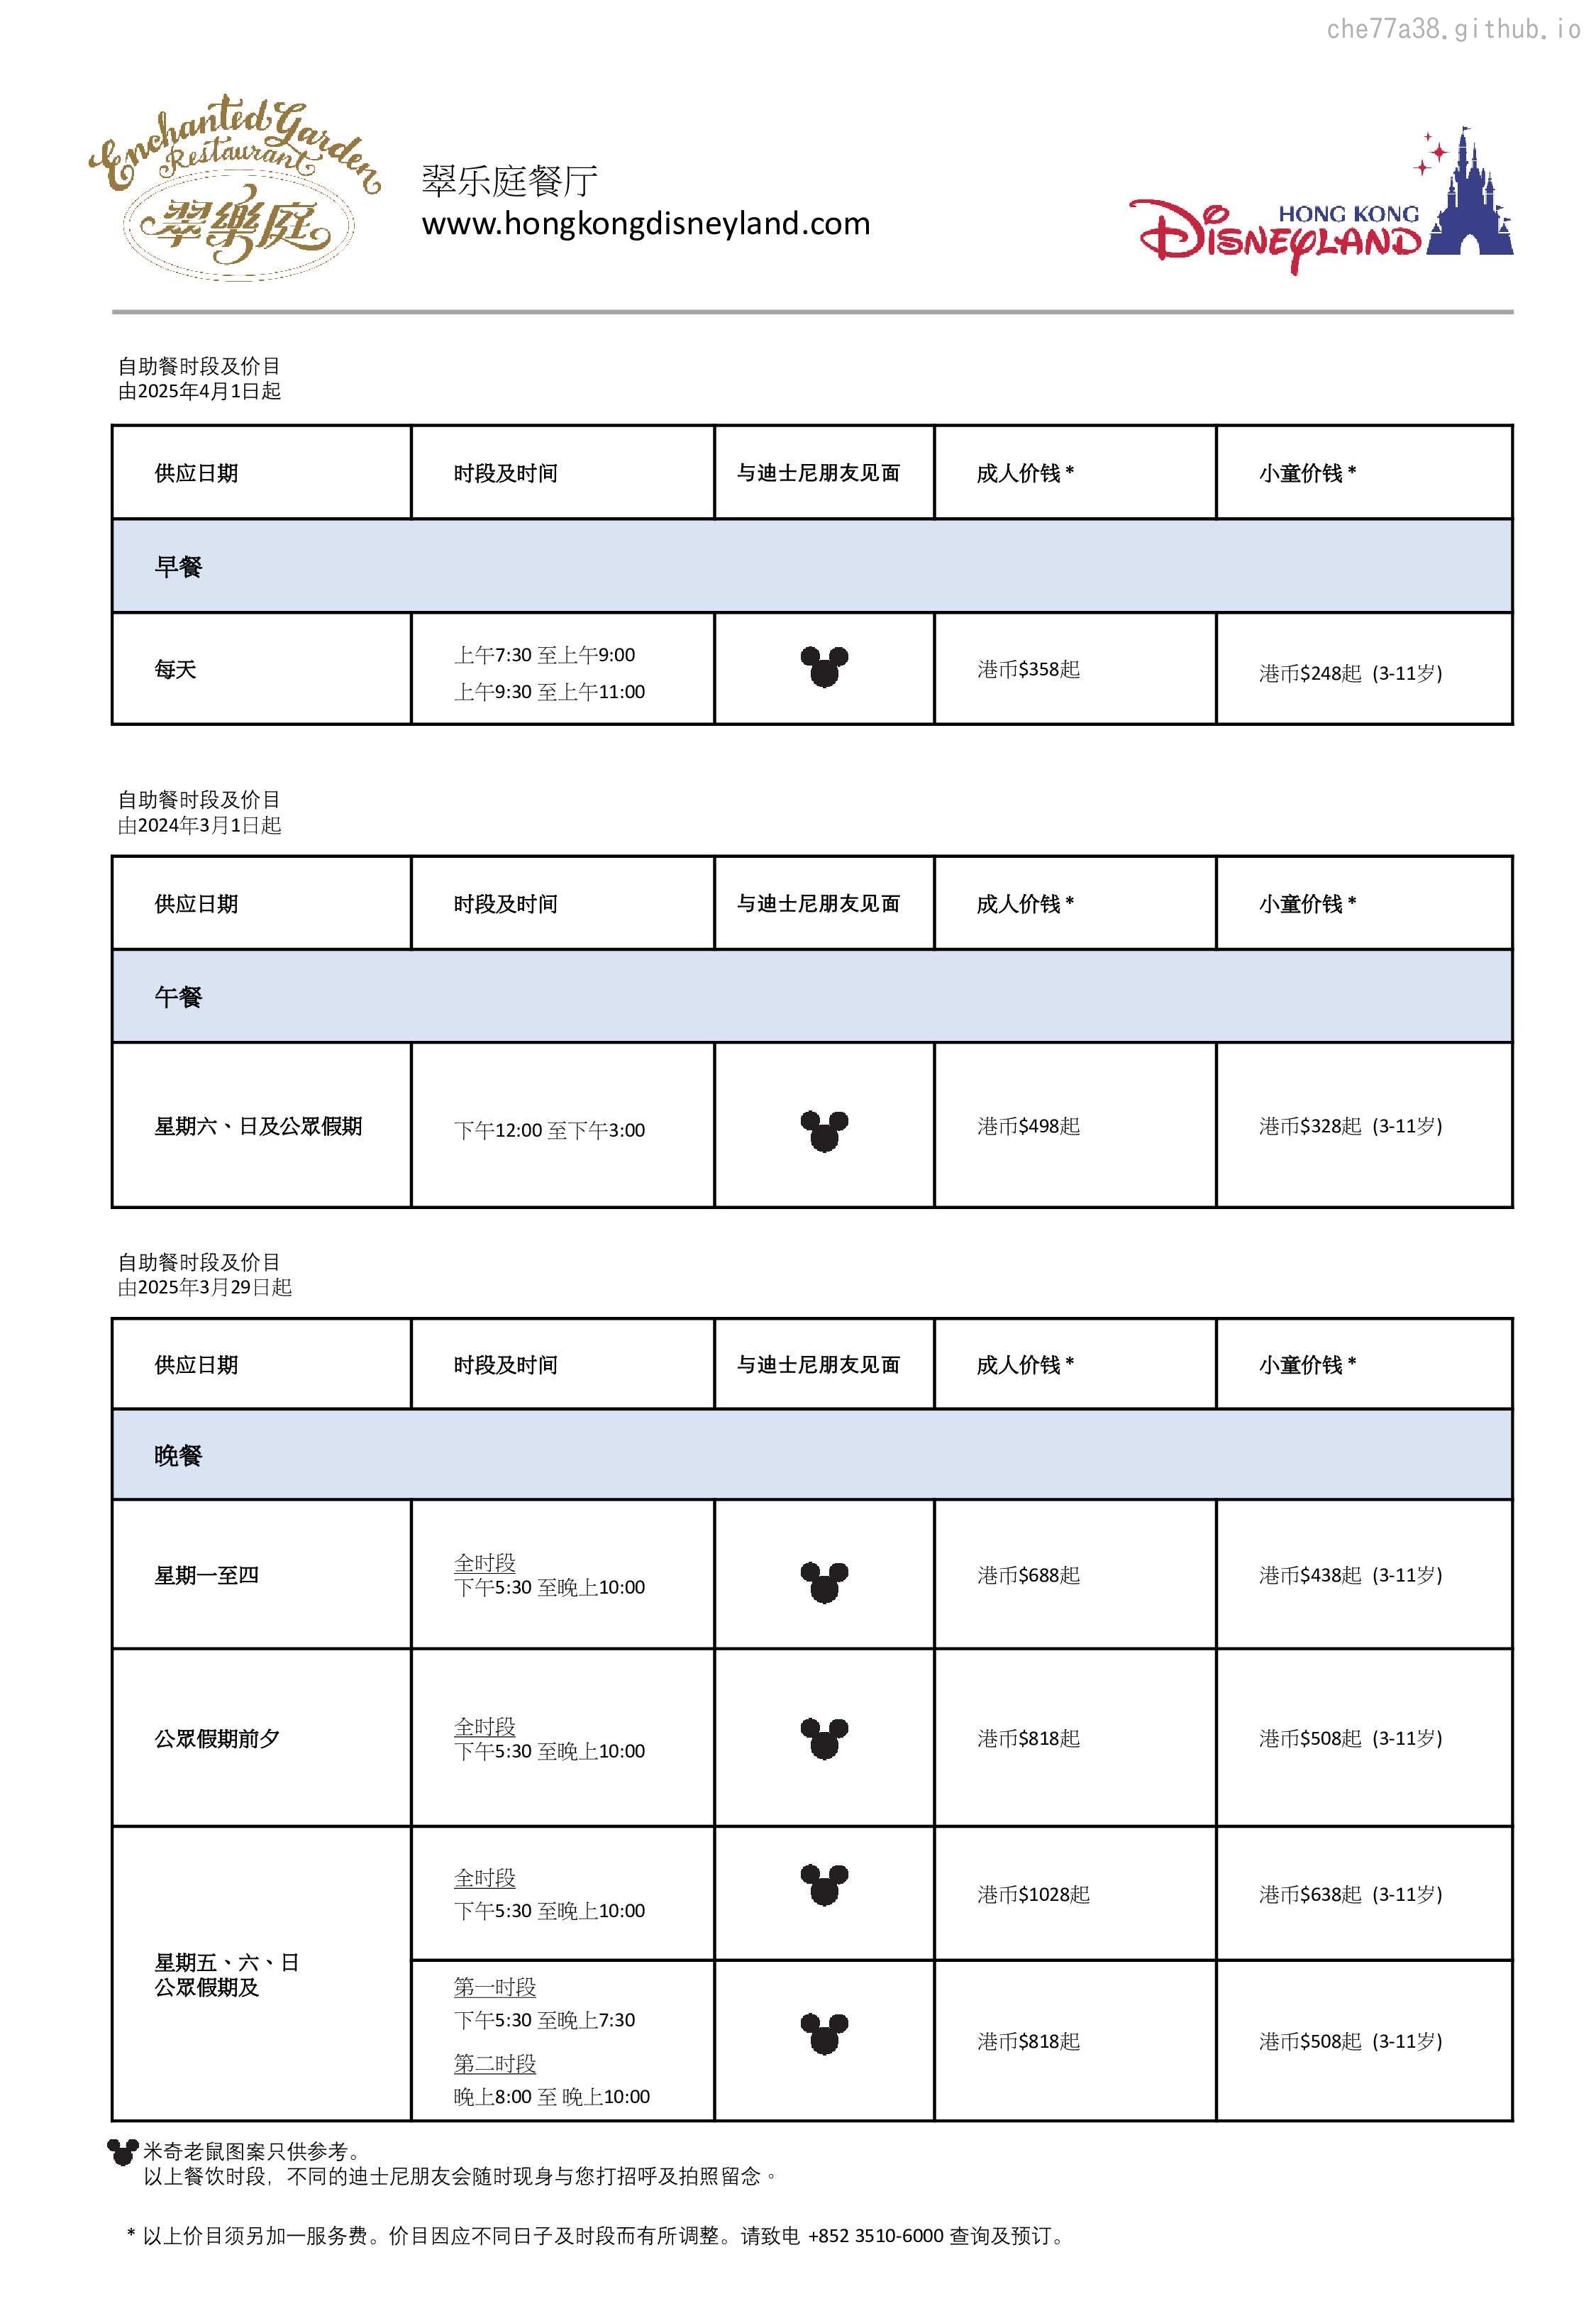 che77a38.github.io
Enchanted Garden
Restaurant
翠樂庭
翠乐庭餐厅
www.hongkongdisneyland.com
HONG KONG
DISNEYLAND
自助餐时段及价目
由2025年4月1日起
供应日期 时段及时间 与迪士尼朋友见面 成人价钱 * 小童价钱 *
早餐
每天 上午7:30 至上午9:00 港币$358起 港币$248起 (3-11岁)
上午9:30 至上午11:00
自助餐时段及价目
由2024年3月1日起
供应日期 时段及时间 与迪士尼朋友见面 成人价钱 * 小童价钱 *
午餐
星期六、日及公眾假期 下午12:00 至下午3:00 港币$498起 港币$328起 (3-11岁)
自助餐时段及价目
由2025年3月29日起
供应日期 时段及时间 与迪士尼朋友见面 成人价钱 * 小童价钱 *
晚餐
星期一至四 全时段 港币$688起 港币$438起 (3-11岁)
下午5:30 至晚上10:00
公眾假期前夕 全时段 港币$818起 港币$508起 (3-11岁)
下午5:30 至晚上10:00
星期五、六、日
公眾假期及
全时段
下午5:30 至晚上10:00 港币$1028起 港币$638起 (3-11岁)
第一时段
下午5:30 至晚上7:30 港币$818起 港币$508起 (3-11岁)
第二时段
晚上8:00 至 晚上10:00
米奇老鼠图案只供参考。
以上餐饮时段，不同的迪士尼朋友会随时现身与您打招呼及拍照留念。
* 以上价目须另加一服务费。价目因应不同日子及时段而有所调整。请致电 +852 3510-6000 查询及预订。